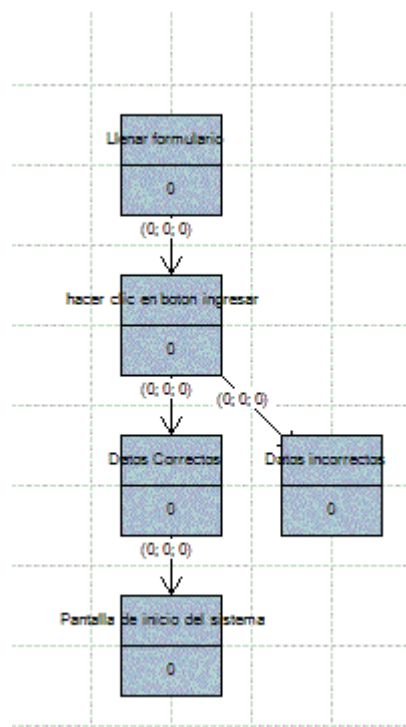 Llenar formulario
0
(0; 0; 0)
hacer clic en boton ingresar
0
(0; 0; 0)
(0; 0; 0)
Datos Correctos
Datos incorrectos
0
0
(0; 0; 0)
Pantalla de inicio del sistema
0